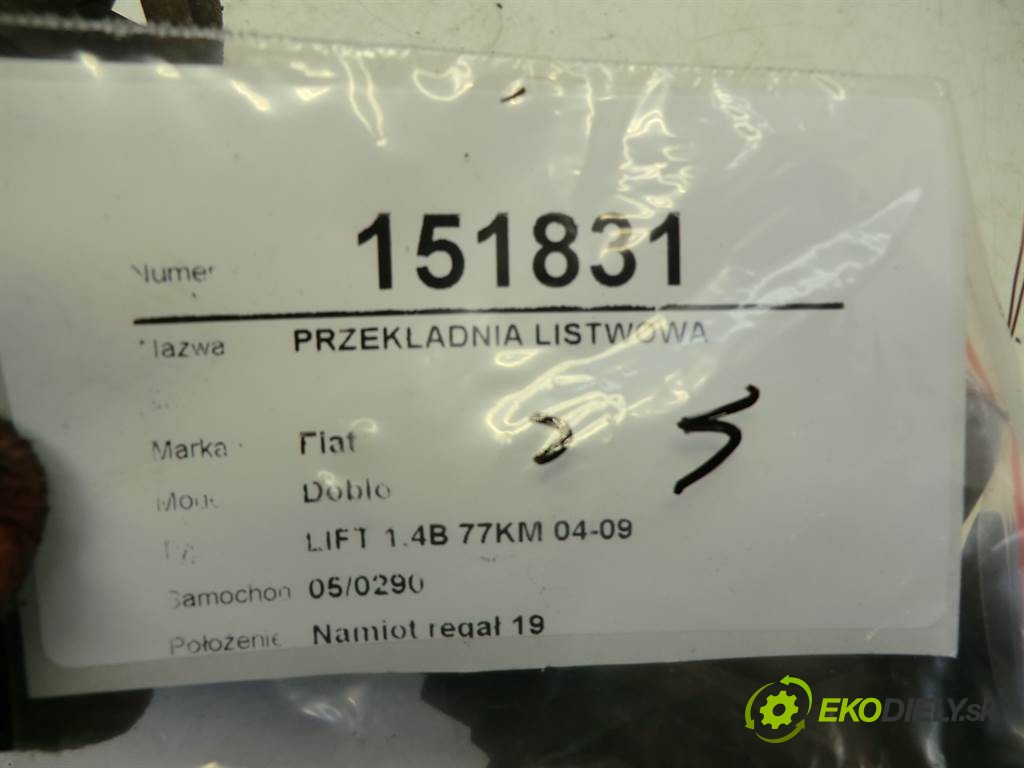 Numer 151831
Nazwa PRZEKLADNIA LISTWOWA
Marka Fiat
Doblo
LIFT 1.4B 77KM 04-09
Samochod 05/0290
Położenie Namiot regał 19
EKODIELY.sk